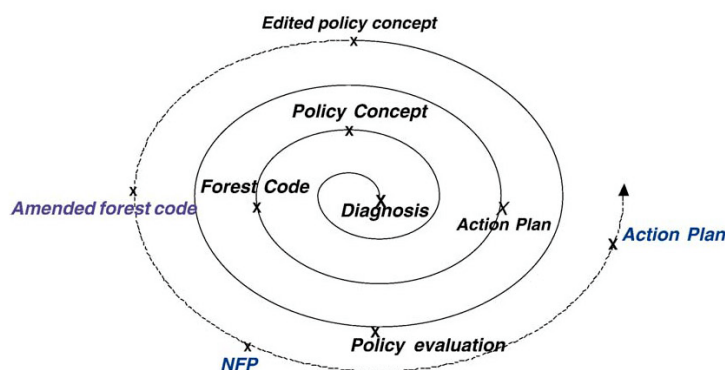 Edited policy concept
Policy Concept
Forest Code
Diagnosis
Amended forest code
Action Plan
Action Plan
Policy evaluation
NFP